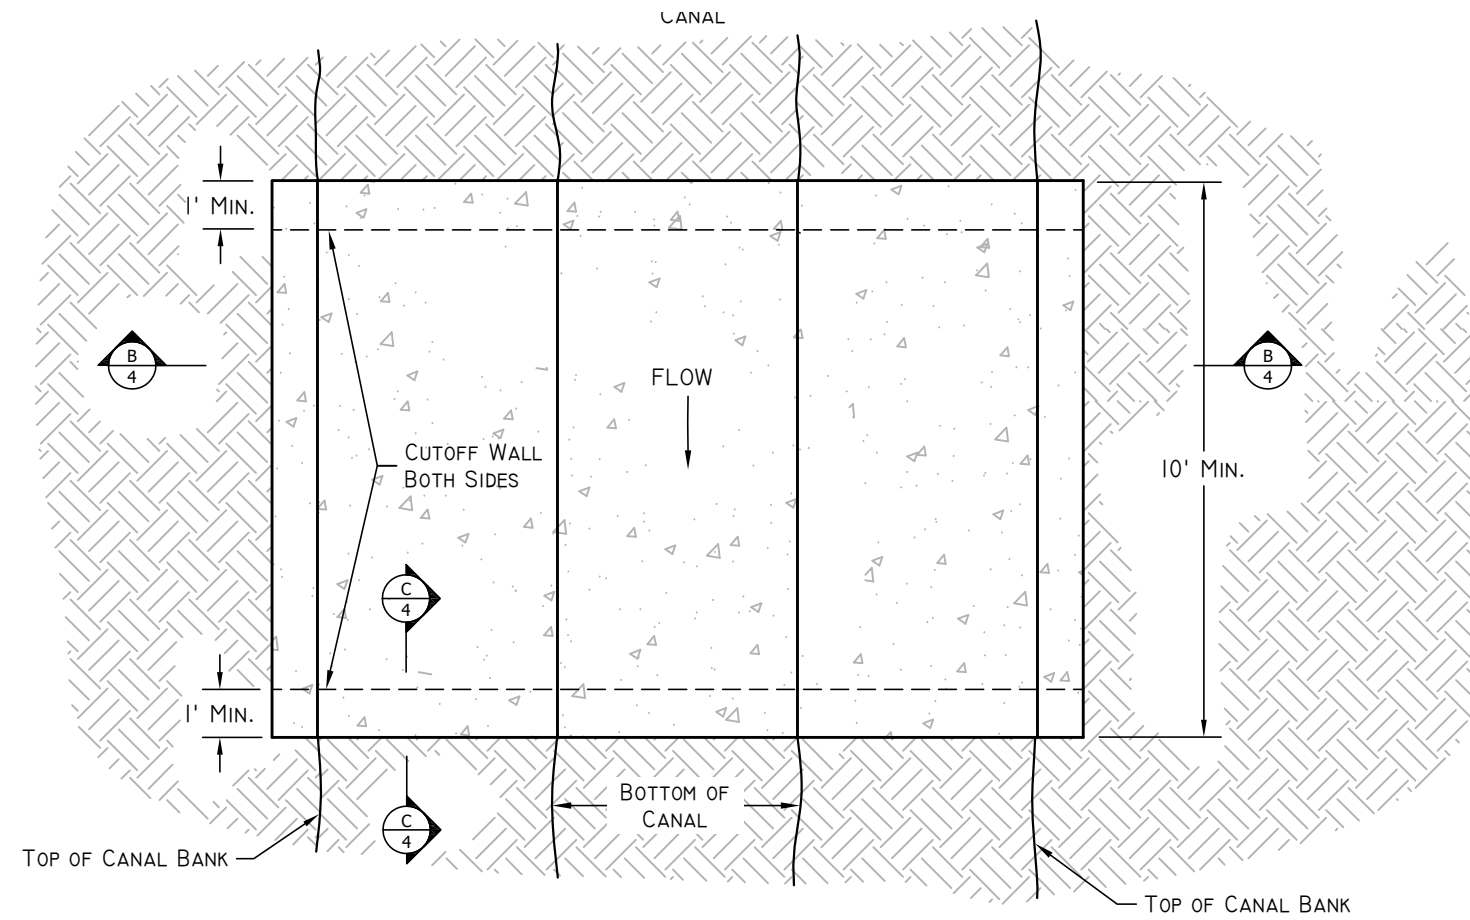 CANAL
1' MIN.
B
4
B
4
FLOW
CUTOFF WALL
BOTH SIDES
10' MIN.
C
4
1' MIN.
BOTTOM OF
CANAL
C
4
TOP OF CANAL BANK
TOP OF CANAL BANK